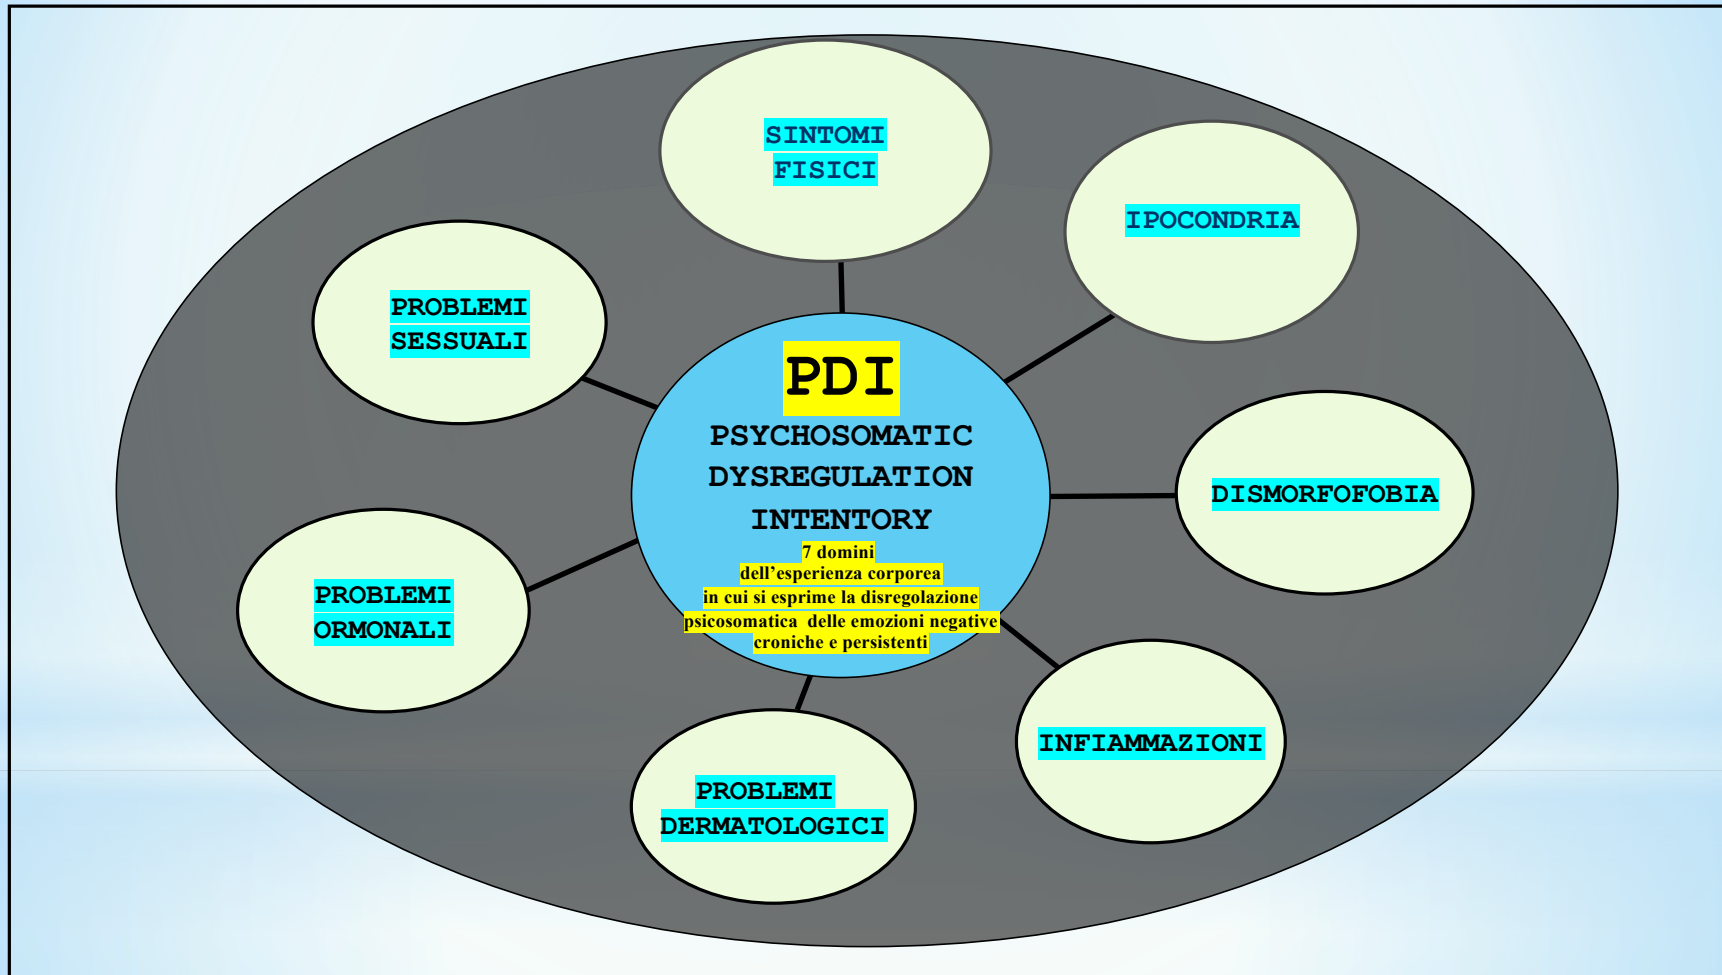 SINTOMI
FISICI
IPOCONDRIA
PROBLEMI
SESSUALI
PDI
PSYCHOSOMATIC
DYSREGULATION
INTENTORY
7 domini
dell’esperienza corporea
in cui si esprime la disregolazione
psicosomatica delle emozioni negative
croniche e persistenti
DISMORFOFOBIA
PROBLEMI
ORMONALI
INFIAMMAZIONI
PROBLEMI
DERMATOLOGICI